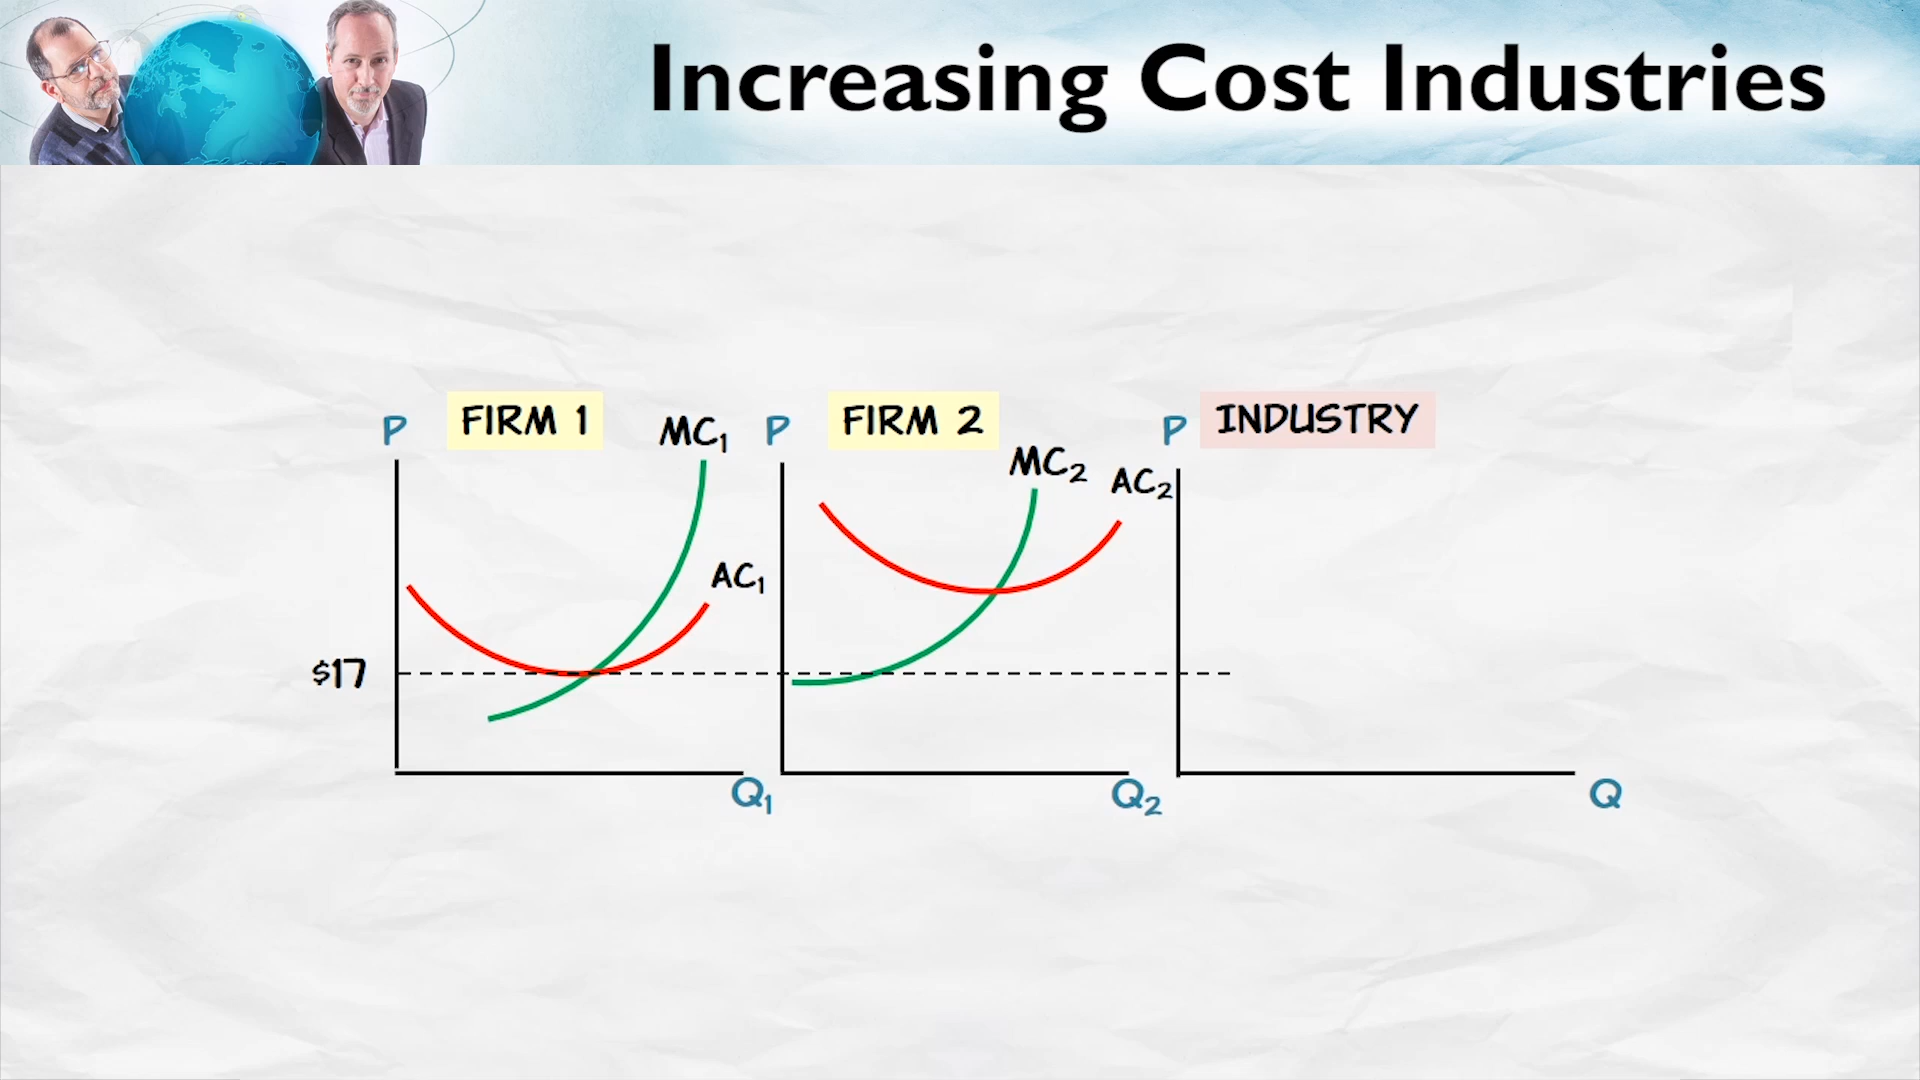 Increasing Cost Industries
P
FIRM 1
MC₁
AC₁
$17
Q₁
P
FIRM 2
MC₂
AC₂
Q₂
P
INDUSTRY
Q